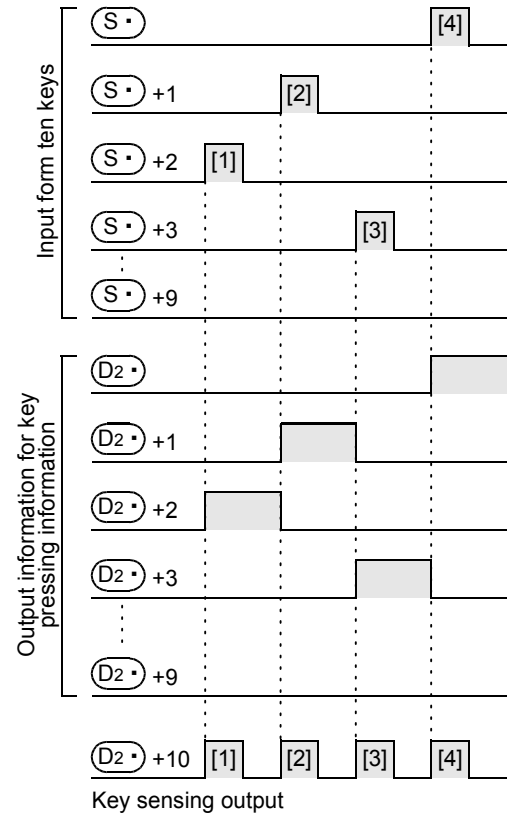 Input form ten keys
S· [4]
S· +1 [2]
S· +2 [1]
S· +3 [3]
S· +9
Output information for key
pressing information
D2·
D2· +1
D2· +2
D2· +3
D2· +9
D2· +10 [1] [2] [3] [4]
Key sensing output